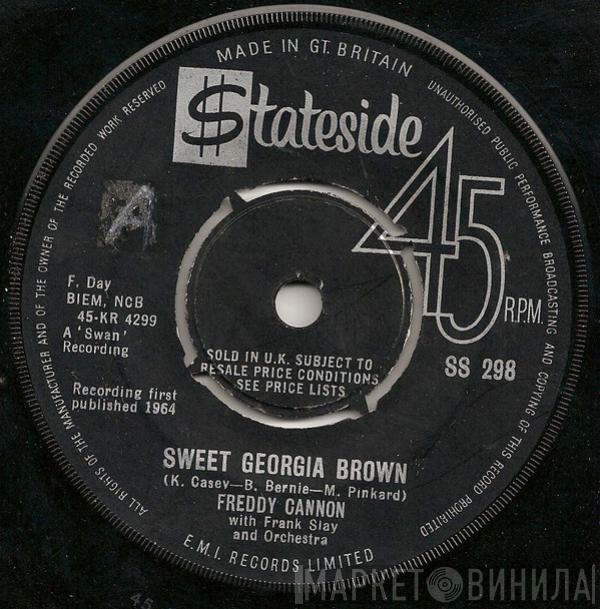 MADE IN GT. BRITAIN
$tateside
45
R.P.M.
UNAUTHORISED PUBLIC PERFORMANCE BROADCASTING AND COPYING OF THIS RECORD PROHIBITED
ALL RIGHTS OF THE MANUFACTURER AND OF THE OWNER OF THE RECORDED WORK RESERVED
A
F. Day
BIEM, NCB
45-KR 4299
A 'Swan'
Recording
Recording first
published 1964
SOLD IN U.K. SUBJECT TO
RESALE PRICE CONDITIONS
SEE PRICE LISTS
SS 298
SWEET GEORGIA BROWN
(K. Casey—B. Bernie—M. Pinkard)
FREDDY CANNON
with Frank Slay
and Orchestra
E.M.I. RECORDS LIMITED
45
МАРКЕТ ВИНИЛА